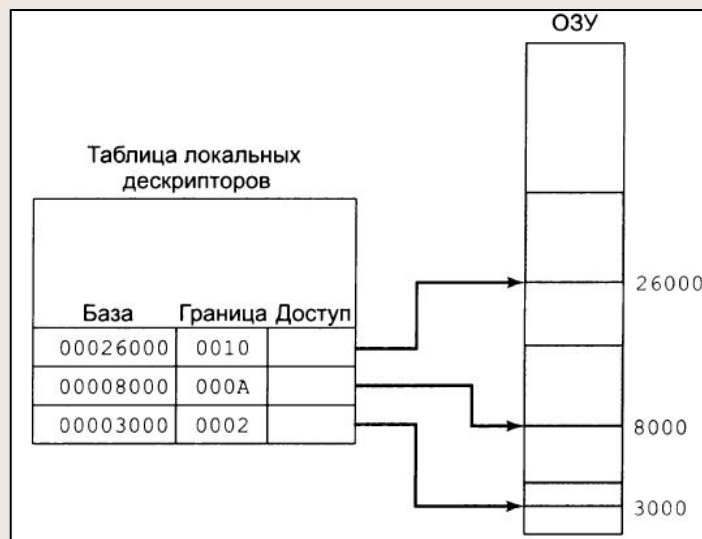 ОЗУ
Таблица локальных
дескрипторов
База Граница Доступ
00026000 0010
00008000 000A
00003000 0002
26000
8000
3000